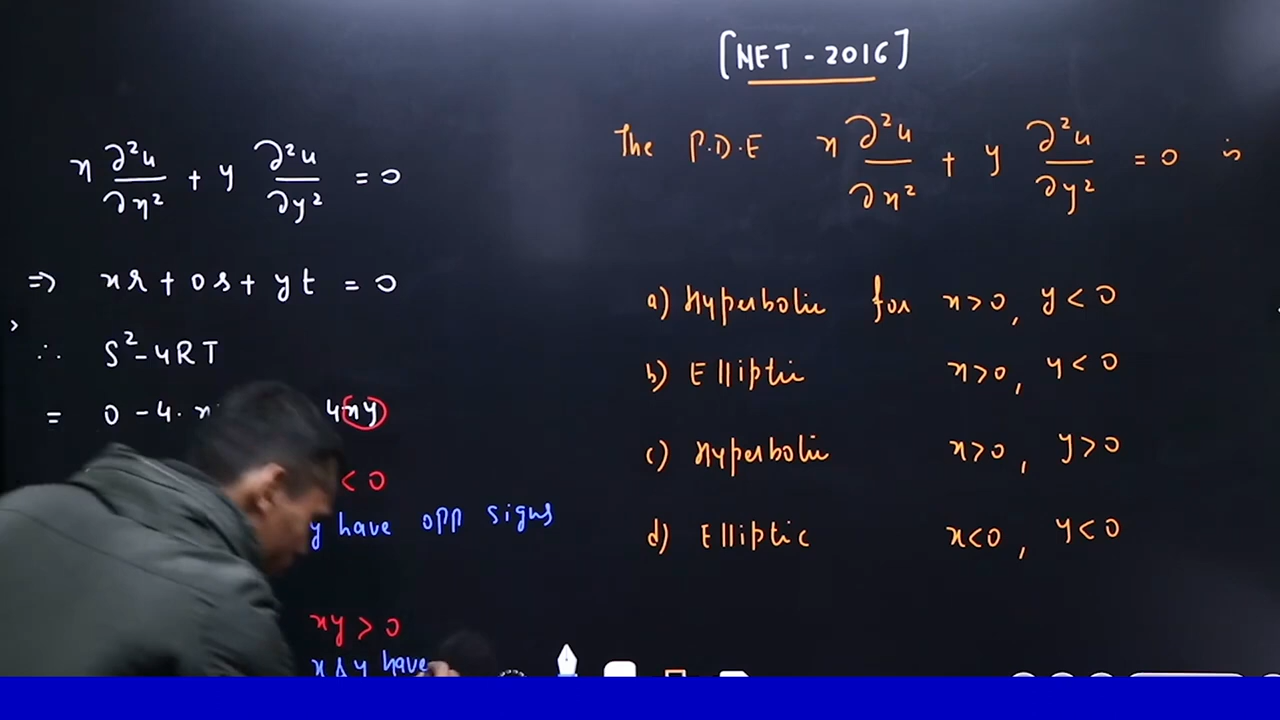 [NET - 2016]
The P.D.E x ∂²u/∂x² + y ∂²u/∂y² = 0 is
a) Hyperbolic for x > 0, y < 0
b) Elliptic x > 0, y < 0
c) Hyperbolic x > 0, y > 0
d) Elliptic x < 0, y < 0
x ∂²u/∂x² + y ∂²u/∂y² = 0
⇒ xr + 0s + yt = 0
∴ S² - 4RT
= 0 - 4 · x 4xy
< 0
y have opp signs
xy > 0
x & y have